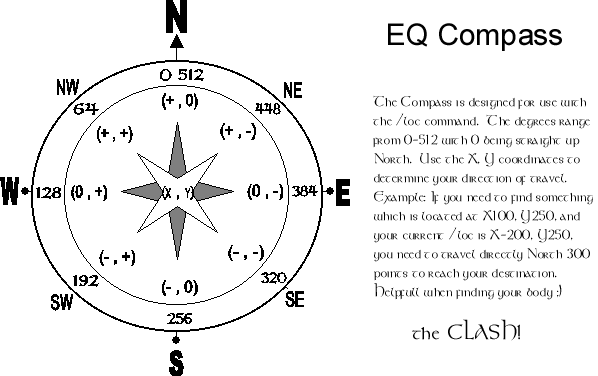 N
EQ Compass
0 512
NW
NE
64
448
(+, 0)
(+, +)
(+, -)
W
128
(0, +)
(X, Y)
(0, -)
384
E
(-, +)
(-, -)
192
320
(-, 0)
SW
SE
256
S
The Compass is designed for use with
the /loc command. The degrees range
from 0-512 with 0 being straight up
North. Use the X, Y coordinates to
determine your direction of travel.
Example: If you need to find something
which is located at X100, Y250, and
your current /loc is X-200, Y250,
you need to travel directly North 300
points to reach your destination.
Helpfull when finding your body :)
the CLASH!